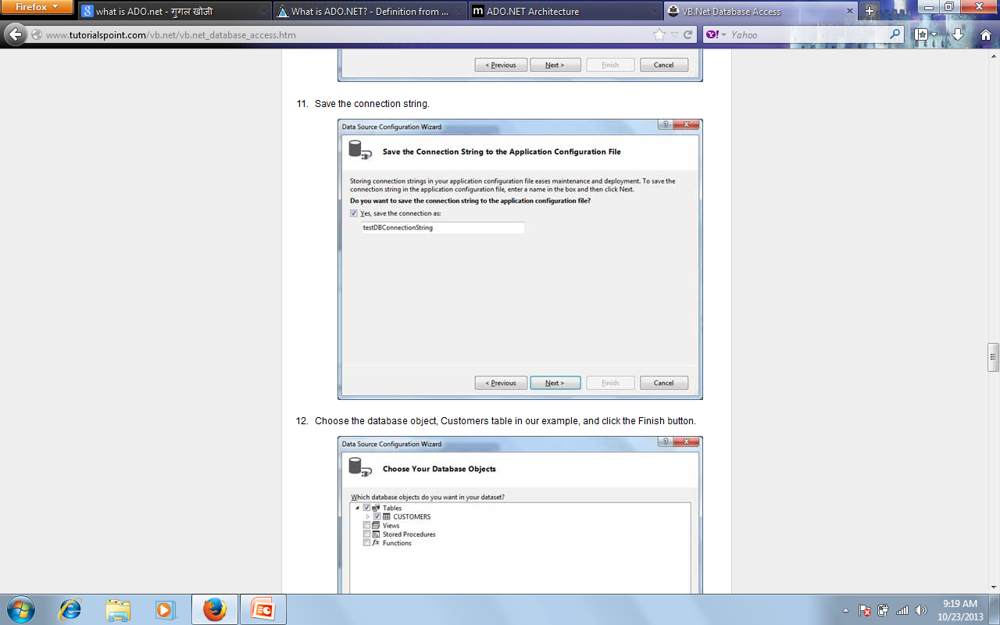 Firefox
what is ADO.net - गुगल खोजी
What is ADO.NET? - Definition from ...
ADO.NET Architecture
VB.Net Database Access
www.tutorialspoint.com/vb.net/vb.net_database_access.htm
Yahoo
< Previous
Next >
Finish
Cancel
11. Save the connection string.
Data Source Configuration Wizard
Save the Connection String to the Application Configuration File
Storing connection strings in your application configuration file eases maintenance and deployment. To save the
connection string in the application configuration file, enter a name in the box and then click Next.
Do you want to save the connection string to the application configuration file?
Yes, save the connection as:
testDBConnectionString
< Previous
Next >
Finish
Cancel
12. Choose the database object, Customers table in our example, and click the Finish button.
Data Source Configuration Wizard
Choose Your Database Objects
Which database objects do you want in your dataset?
Tables
CUSTOMERS
Views
Stored Procedures
fx Functions
9:19 AM
10/23/2013